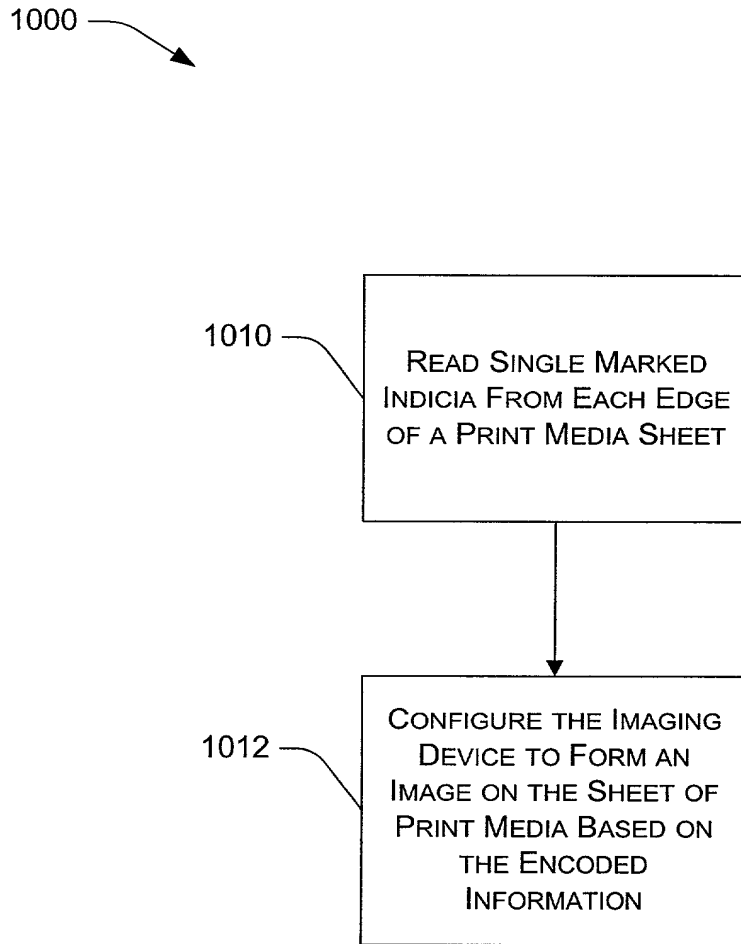 1000
1010
READ SINGLE MARKED
INDICIA FROM EACH EDGE
OF A PRINT MEDIA SHEET
1012
CONFIGURE THE IMAGING
DEVICE TO FORM AN
IMAGE ON THE SHEET OF
PRINT MEDIA BASED ON
THE ENCODED
INFORMATION